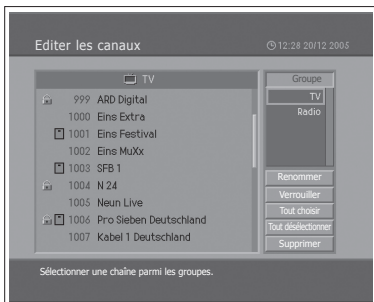 Editer les canaux
12:28 20/12 2005
TV
999 ARD Digital
1000 Eins Extra
1001 Eins Festival
1002 Eins MuXx
1003 SFB 1
1004 N 24
1005 Neun Live
1006 Pro Sieben Deutschland
1007 Kabel 1 Deutschland
Groupe
TV
Radio
Renommer
Verrouiller
Tout choisir
Tout désélectionner
Supprimer
Sélectionner une chaîne parmi les groupes.